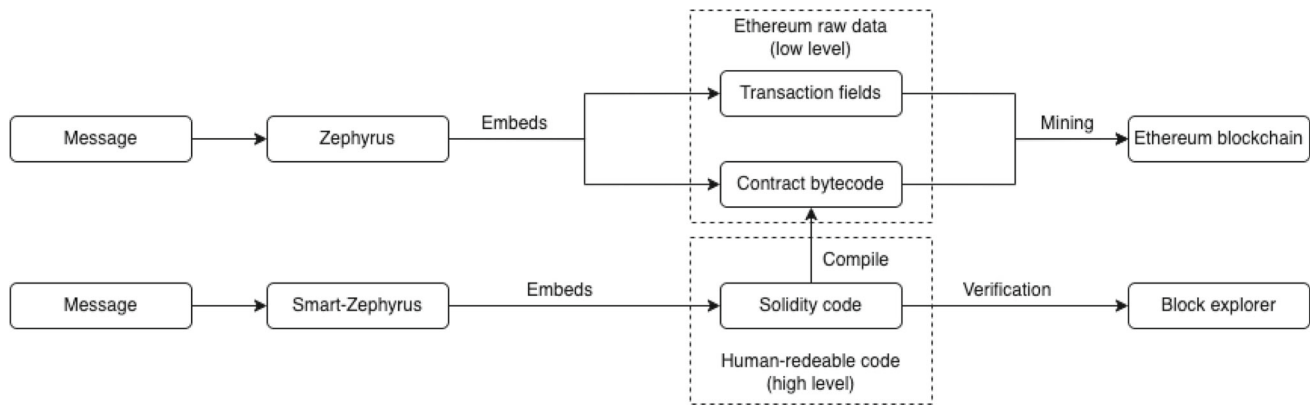 Ethereum raw data
(low level)
Transaction fields
Message
Zephyrus
Embeds
Mining
Ethereum blockchain
Contract bytecode
Compile
Message
Smart-Zephyrus
Embeds
Solidity code
Verification
Block explorer
Human-redeable code
(high level)